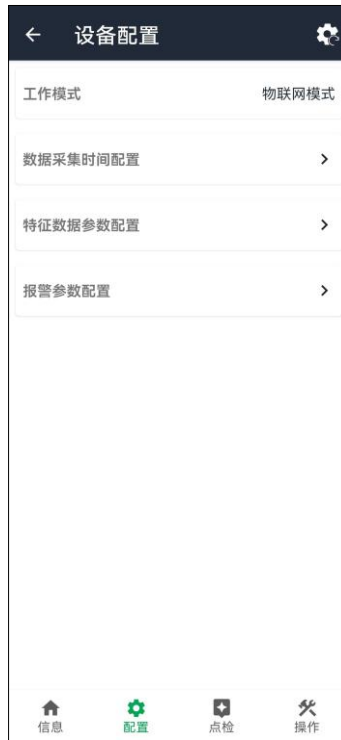 设备配置
工作模式 物联网模式
数据采集时间配置
特征数据参数配置
报警参数配置
信息 配置 点检 操作